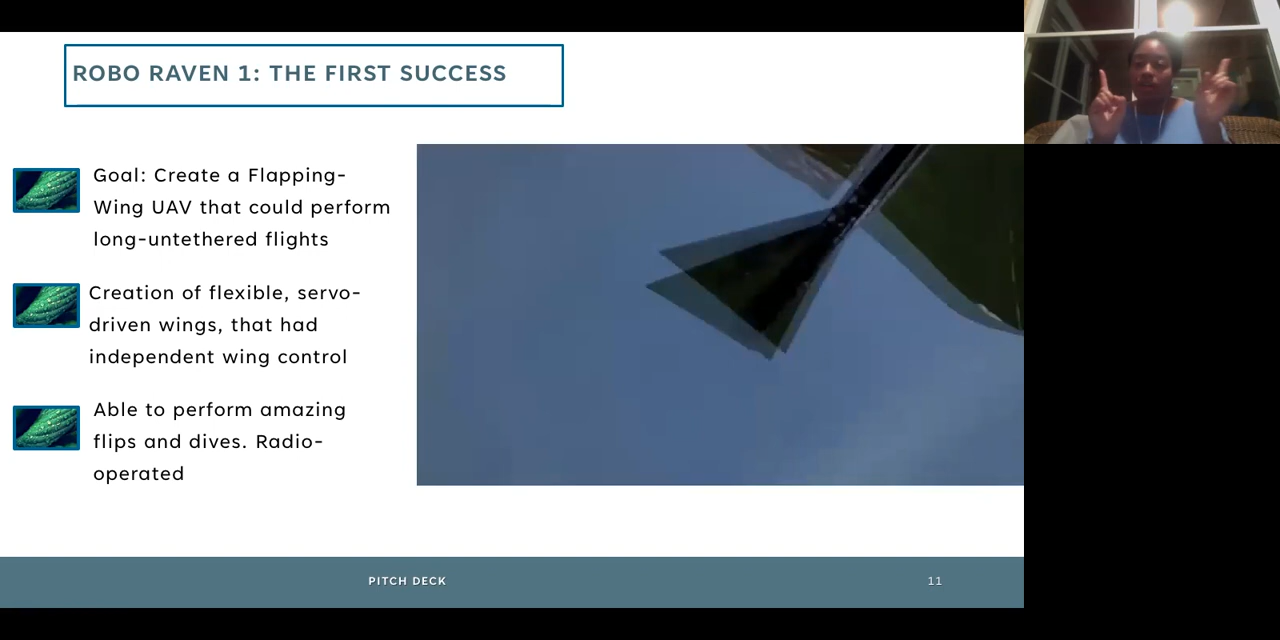 ROBO RAVEN 1: THE FIRST SUCCESS
Goal: Create a Flapping-
Wing UAV that could perform
long-untethered flights
Creation of flexible, servo-
driven wings, that had
independent wing control
Able to perform amazing
flips and dives. Radio-
operated
PITCH DECK
11